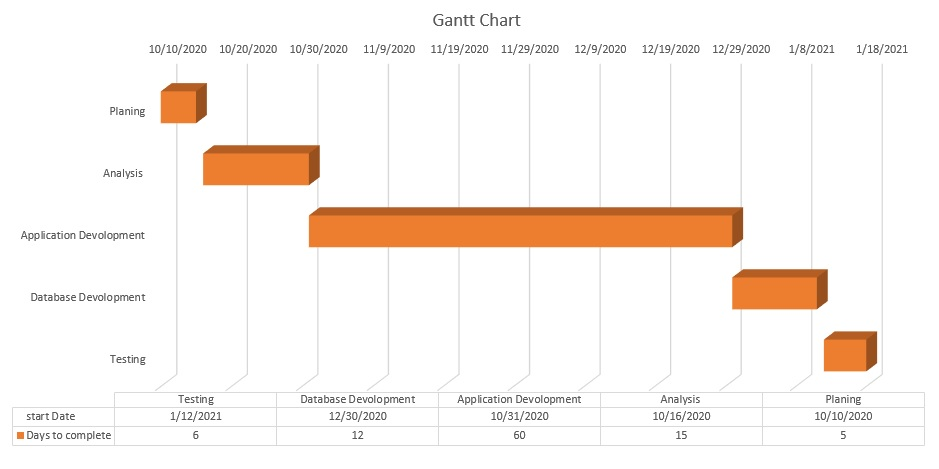 Gantt Chart
10/10/2020 10/20/2020 10/30/2020 11/9/2020 11/19/2020 11/29/2020 12/9/2020 12/19/2020 12/29/2020 1/8/2021 1/18/2021
Planing
Analysis
Application Devolopment
Database Devolopment
Testing
Testing Database Devolopment Application Devolopment Analysis Planing
start Date 1/12/2021 12/30/2020 10/31/2020 10/16/2020 10/10/2020
Days to complete 6 12 60 15 5